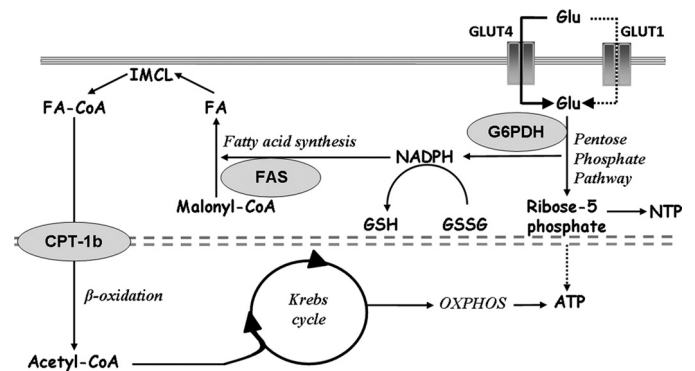 Glu
GLUT4
GLUT1
IMCL
FA-CoA
FA
Glu
G6PDH
Fatty acid synthesis
NADPH
Pentose
Phosphate
Pathway
FAS
Malonyl-CoA
GSH
GSSG
Ribose-5
phosphate
NTP
CPT-1b
β-oxidation
Krebs
cycle
OXPHOS
ATP
Acetyl-CoA